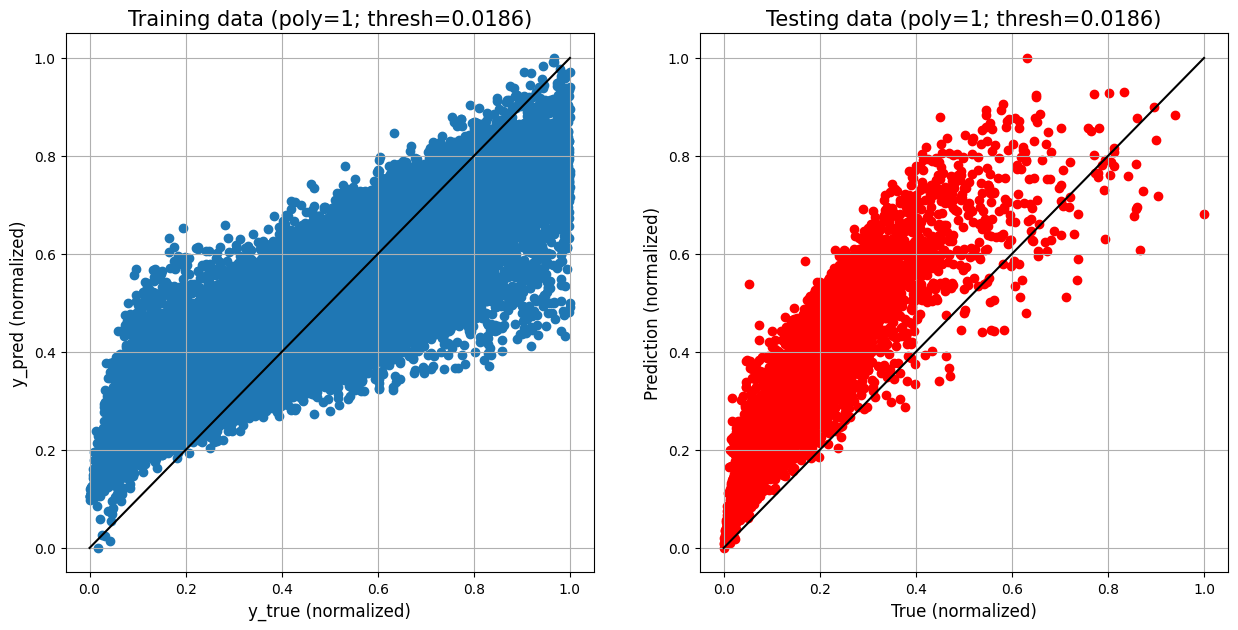 Training data (poly=1; thresh=0.0186)
1.0
0.8
0.6
0.4
0.2
0.0
y_pred (normalized)
0.0 0.2 0.4 0.6 0.8 1.0
y_true (normalized)
Testing data (poly=1; thresh=0.0186)
1.0
0.8
0.6
0.4
0.2
0.0
Prediction (normalized)
0.0 0.2 0.4 0.6 0.8 1.0
True (normalized)